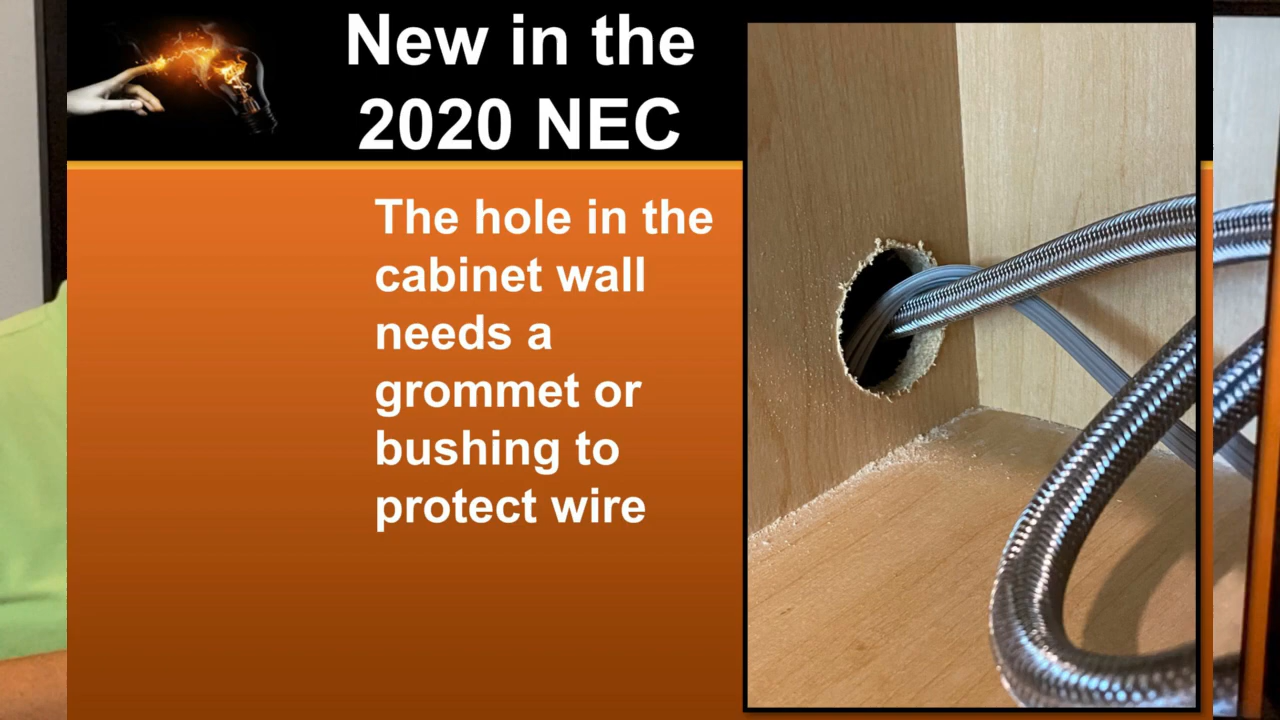 New in the
2020 NEC
The hole in the
cabinet wall
needs a
grommet or
bushing to
protect wire